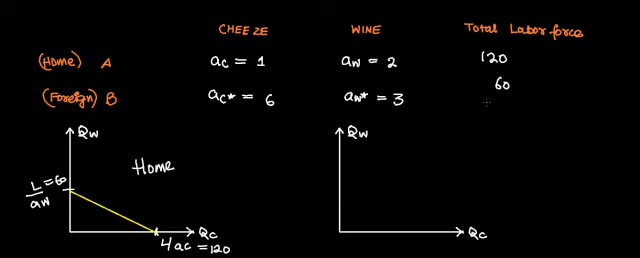 CHEEZE WINE Total Labor force
(Home) A ac = 1 aw = 2 120
(Foreign) B ac* = 6 aw* = 3 60
Qw Qw
Home
L/aw = 60
Qc Qc
4ac = 120